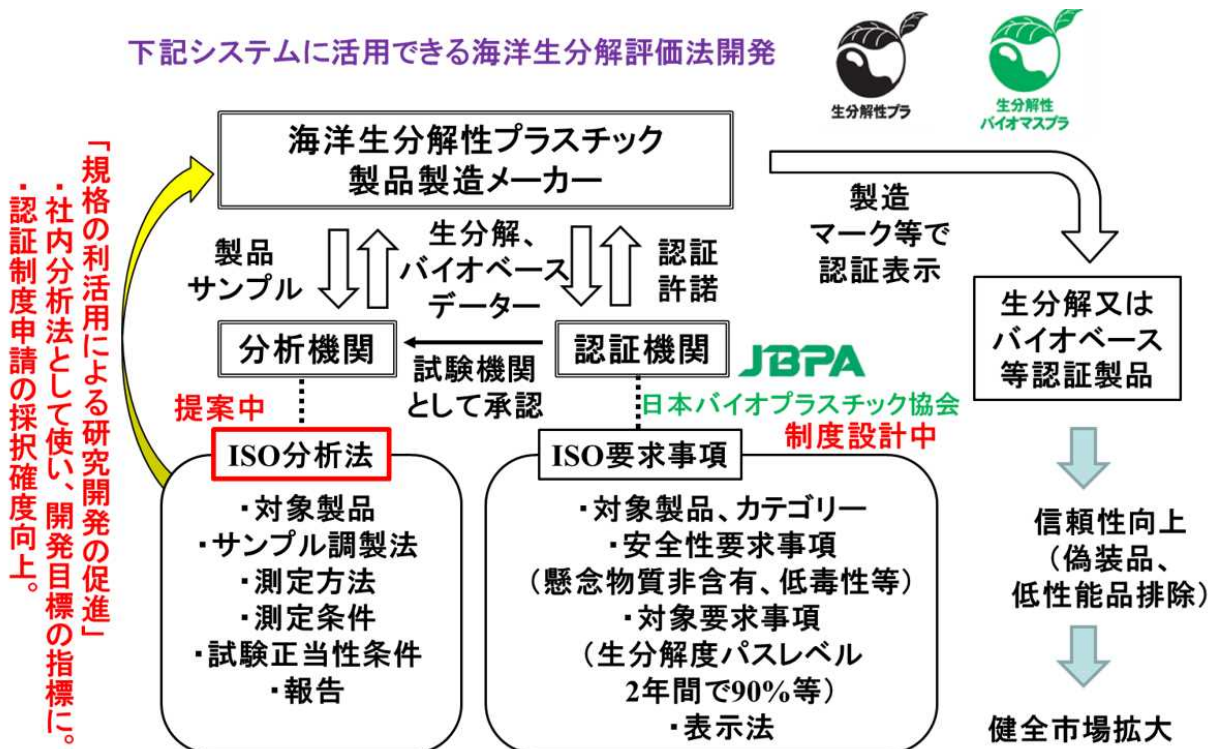 下記システムに活用できる海洋生分解評価法開発
生分解性プラ
生分解性
バイオマスプラ
「規格の利活用による研究開発の促進」
・社内分析法として使い、開発目標の指標に。
・認証制度申請の採択確度向上。
海洋生分解性プラスチック
製品製造メーカー
製品
サンプル
生分解、
バイオベース
データー
認証
許諾
製造
マーク等で
認証表示
分析機関
試験機関
として承認
認証機関
JBPA
日本バイオプラスチック協会
生分解又は
バイオベース
等認証製品
提案中
制度設計中
ISO分析法
・対象製品
・サンプル調製法
・測定方法
・測定条件
・試験正当性条件
・報告
ISO要求事項
・対象製品、カテゴリー
・安全性要求事項
(懸念物質非含有、低毒性等)
・対象要求事項
(生分解度パスレベル
2年間で90%等)
・表示法
信頼性向上
(偽装品、
低性能品排除)
健全市場拡大